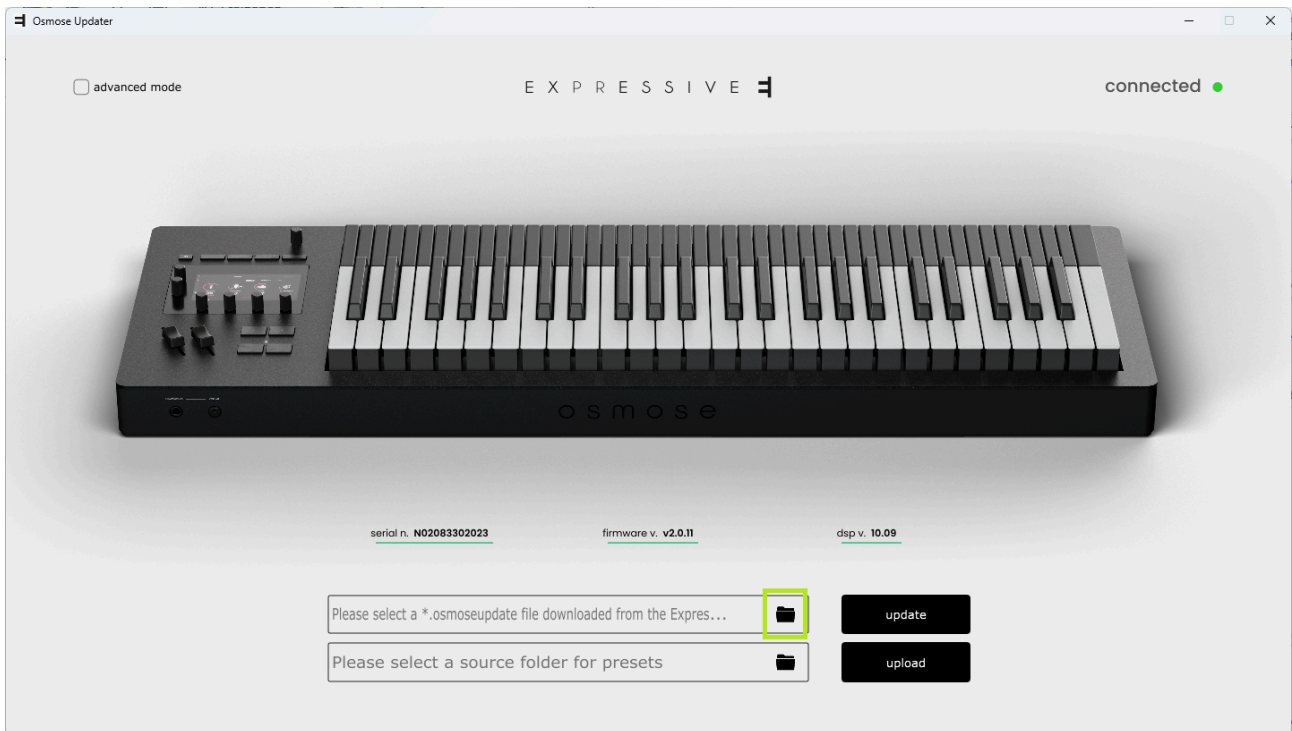 Osmose Updater
advanced mode
EXPRESSIVE
connected
osmose
serial n. N02083302023
firmware v. v2.0.11
dsp v. 10.09
Please select a *.osmoseupdate file downloaded from the Expres...
update
Please select a source folder for presets
upload